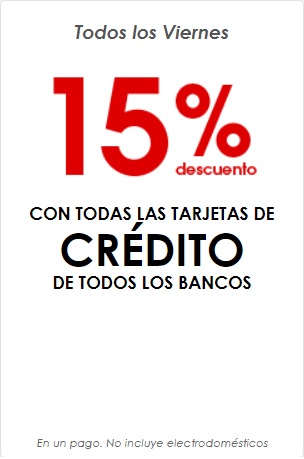 Todos los Viernes
15%
descuento
CON TODAS LAS TARJETAS DE
CRÉDITO
DE TODOS LOS BANCOS
En un pago. No incluye electrodomésticos